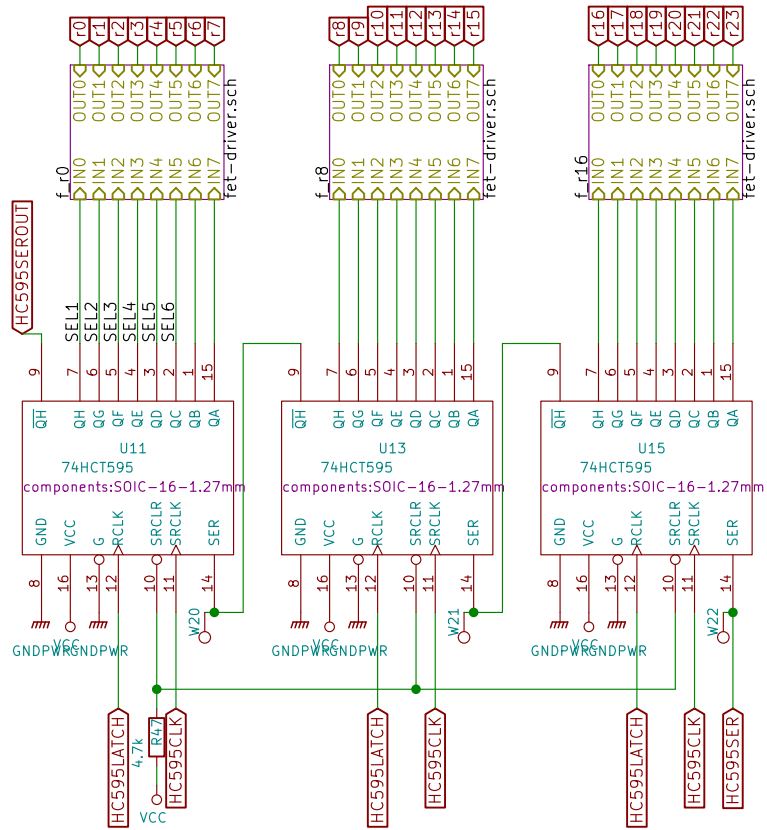 r0 r1 r2 r3 r4 r5 r6 r7
r8 r9 r10 r11 r12 r13 r14 r15
r16 r17 r18 r19 r20 r21 r22 r23
OUT0 OUT1 OUT2 OUT3 OUT4 OUT5 OUT6 OUT7
OUT0 OUT1 OUT2 OUT3 OUT4 OUT5 OUT6 OUT7
OUT0 OUT1 OUT2 OUT3 OUT4 OUT5 OUT6 OUT7
f_r0 IN0 IN1 IN2 IN3 IN4 IN5 IN6 IN7 fet-driver.sch
f_r8 IN0 IN1 IN2 IN3 IN4 IN5 IN6 IN7 fet-driver.sch
f_r16 IN0 IN1 IN2 IN3 IN4 IN5 IN6 IN7 fet-driver.sch
HC595SEROUT
SEL1 SEL2 SEL3 SEL4 SEL5 SEL6
9 7 6 5 4 3 2 1 15
9 7 6 5 4 3 2 1 15
9 7 6 5 4 3 2 1 15
QH QH QG QF QE QD QC QB QA
QH QH QG QF QE QD QC QB QA
QH QH QG QF QE QD QC QB QA
U11
74HCT595
components:SOIC-16-1.27mm
U13
74HCT595
components:SOIC-16-1.27mm
U15
74HCT595
components:SOIC-16-1.27mm
GND VCC G RCLK SRCLR SRCLK SER
GND VCC G RCLK SRCLR SRCLK SER
GND VCC G RCLK SRCLR SRCLK SER
8 16 13 12 10 11 14
8 16 13 12 10 11 14
8 16 13 12 10 11 14
W20
W21
W22
VCC
GNDPWR GNDPWR
VCC
GNDPWR GNDPWR
VCC
GNDPWR GNDPWR
HC595LATCH
4.7k
R47
VCC
HC595CLK
HC595LATCH
HC595CLK
HC595LATCH
HC595CLK
HC595SER